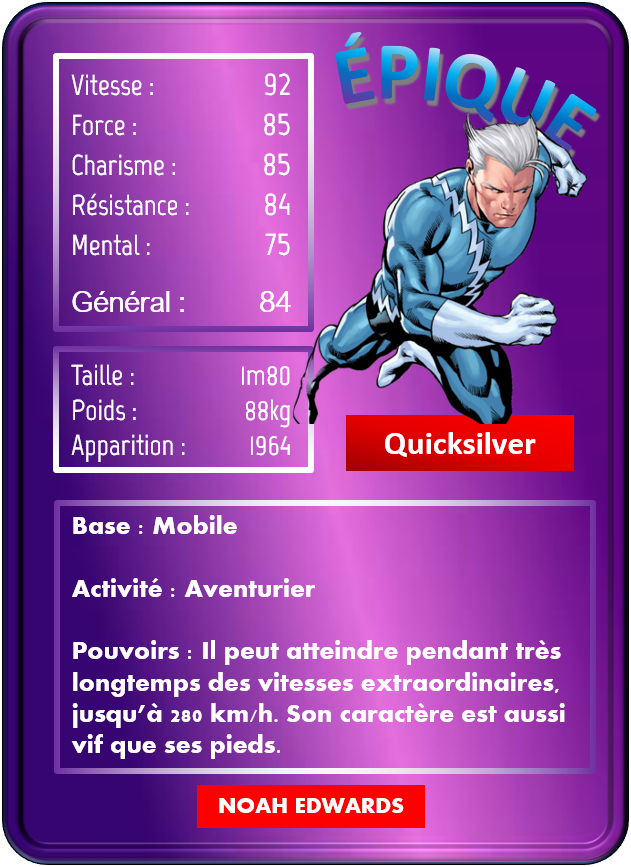 ÉPIQUE
Vitesse : 92
Force : 85
Charisme : 85
Résistance : 84
Mental : 75
Général : 84
Taille : 1m80
Poids : 88kg
Apparition : 1964
Quicksilver
Base : Mobile
Activité : Aventurier
Pouvoirs : Il peut atteindre pendant très
longtemps des vitesses extraordinaires,
jusqu’à 280 km/h. Son caractère est aussi
vif que ses pieds.
NOAH EDWARDS